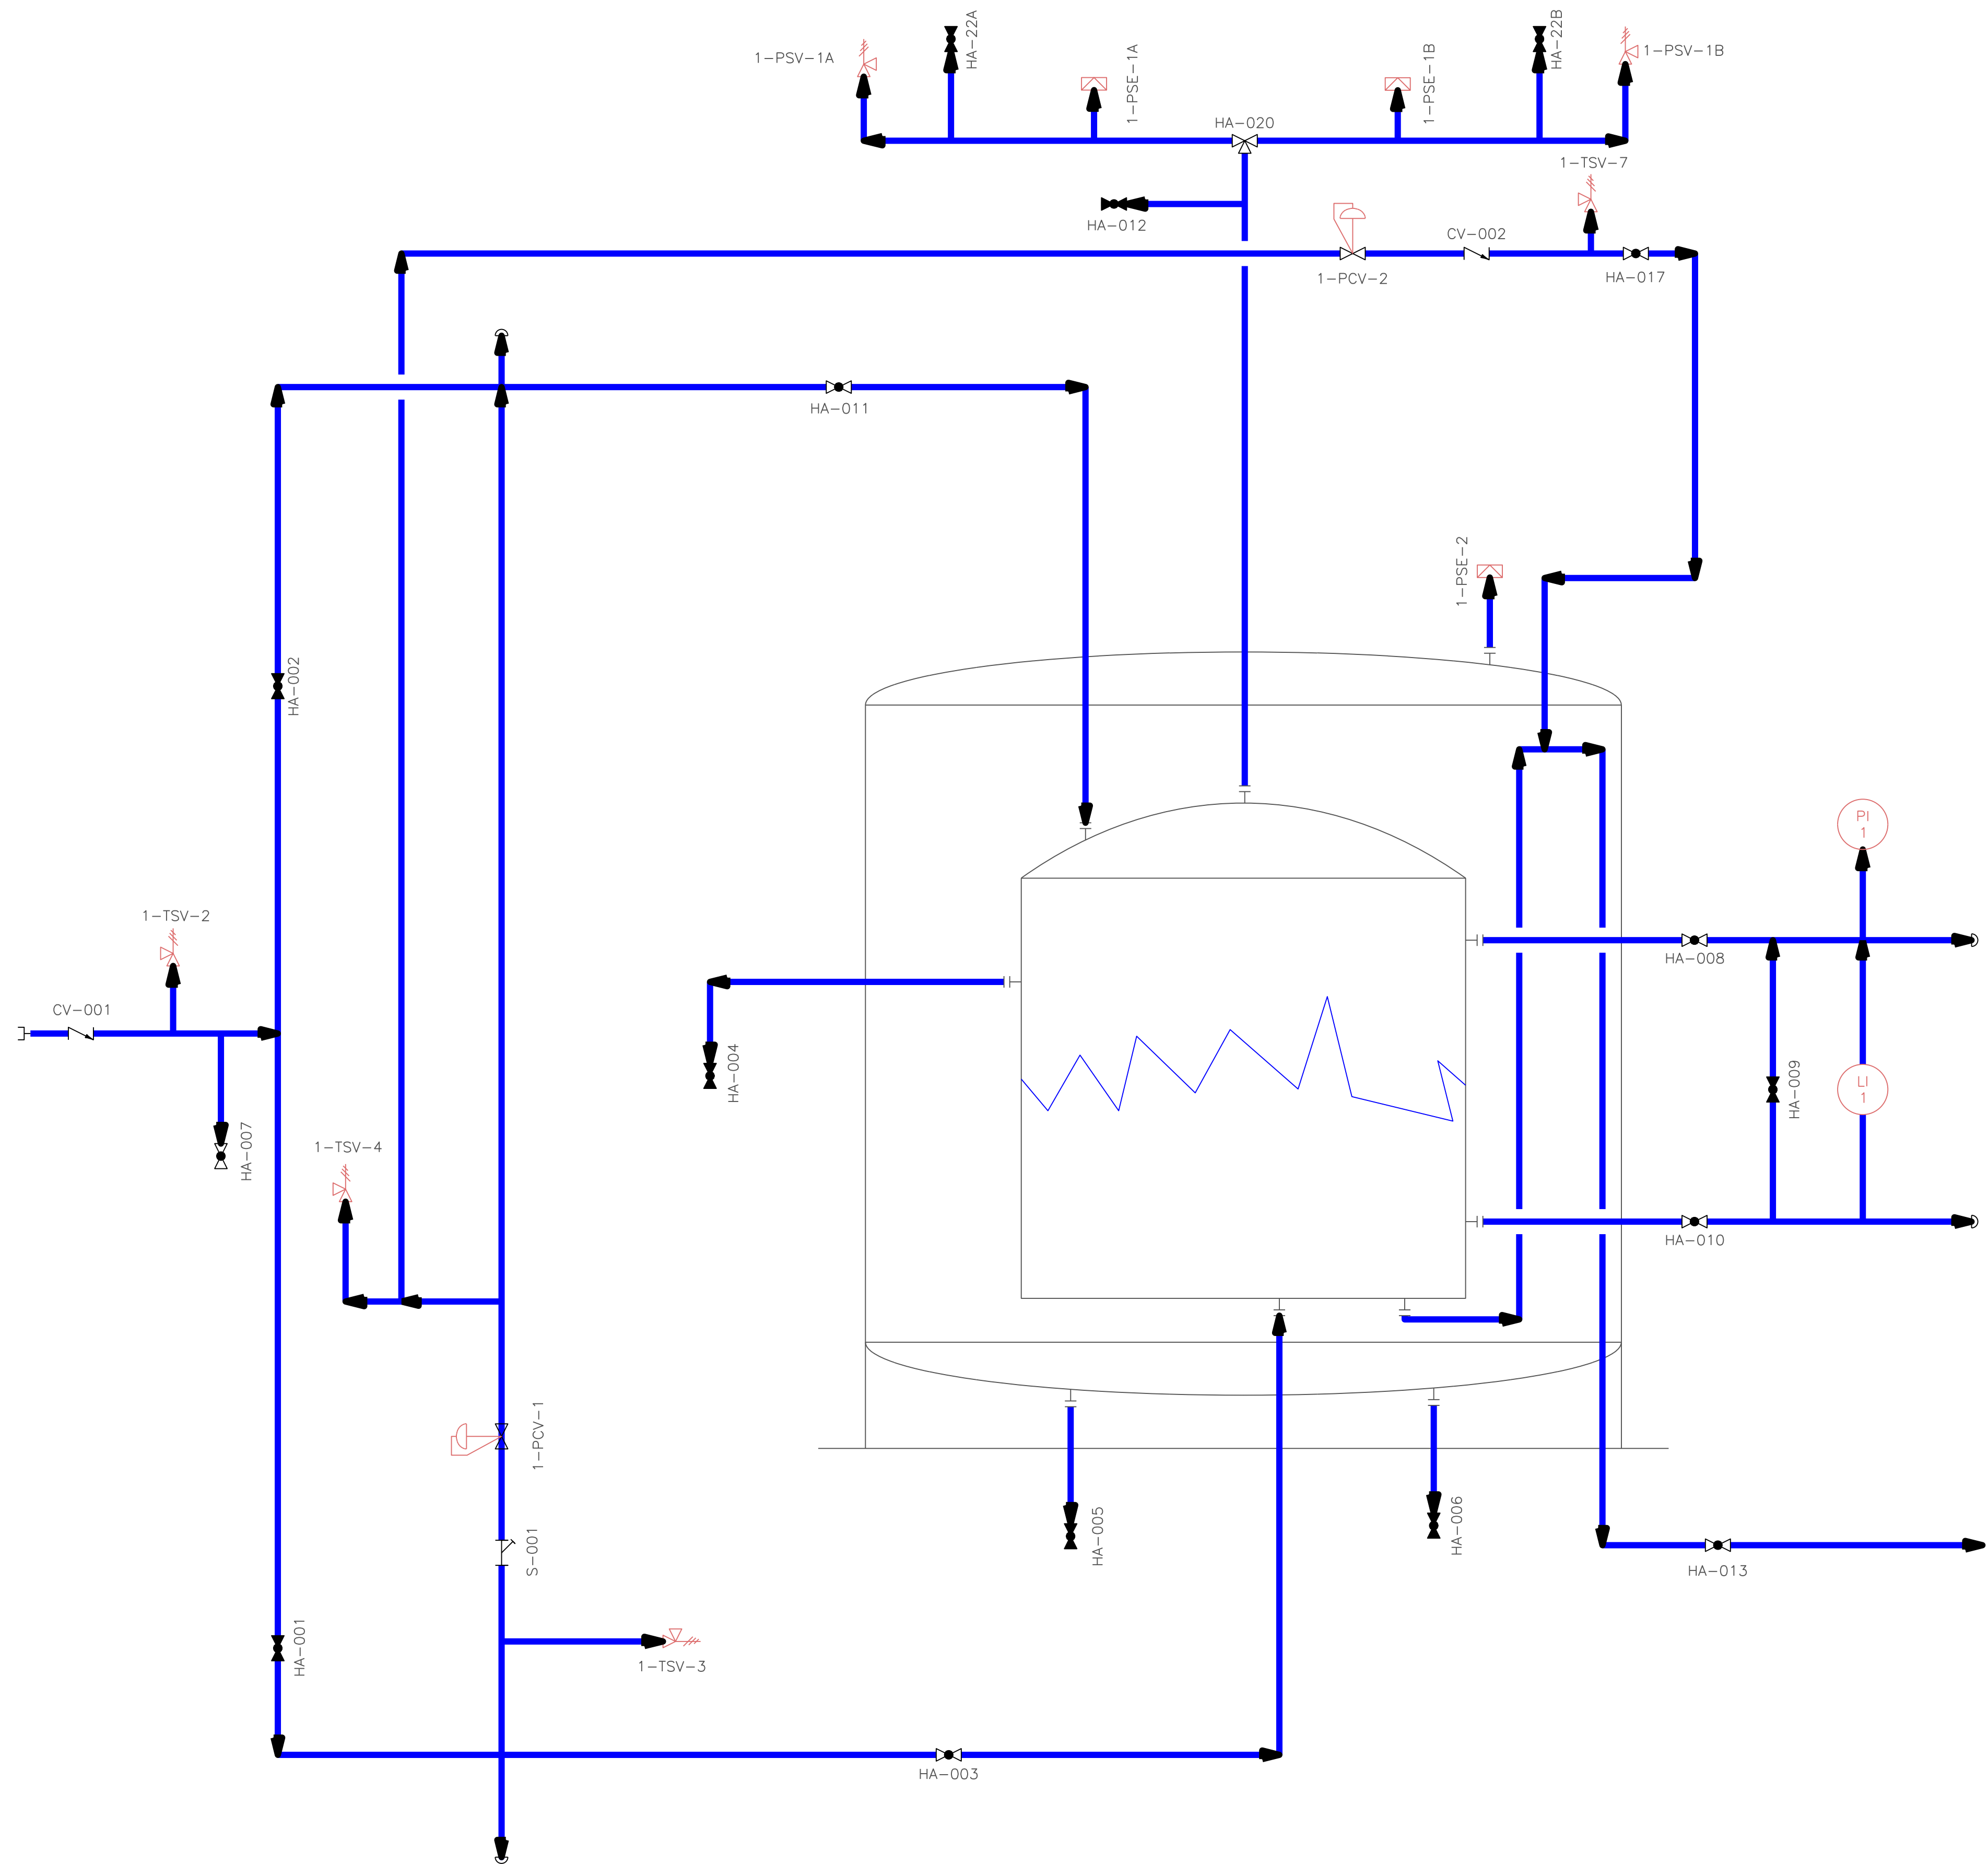 HA-22A
HA-22B
1-PSV-1A
1-PSE-1A
1-PSE-1B
1-PSV-1B
HA-020
1-TSV-7
HA-012
CV-002
1-PCV-2
HA-017
HA-011
1-PSE-2
HA-002
PI
1
1-TSV-2
HA-008
CV-001
HA-004
HA-009
LI
1
HA-007
1-TSV-4
HA-010
1-PCV-1
S-001
HA-005
HA-006
HA-013
HA-001
1-TSV-3
HA-003